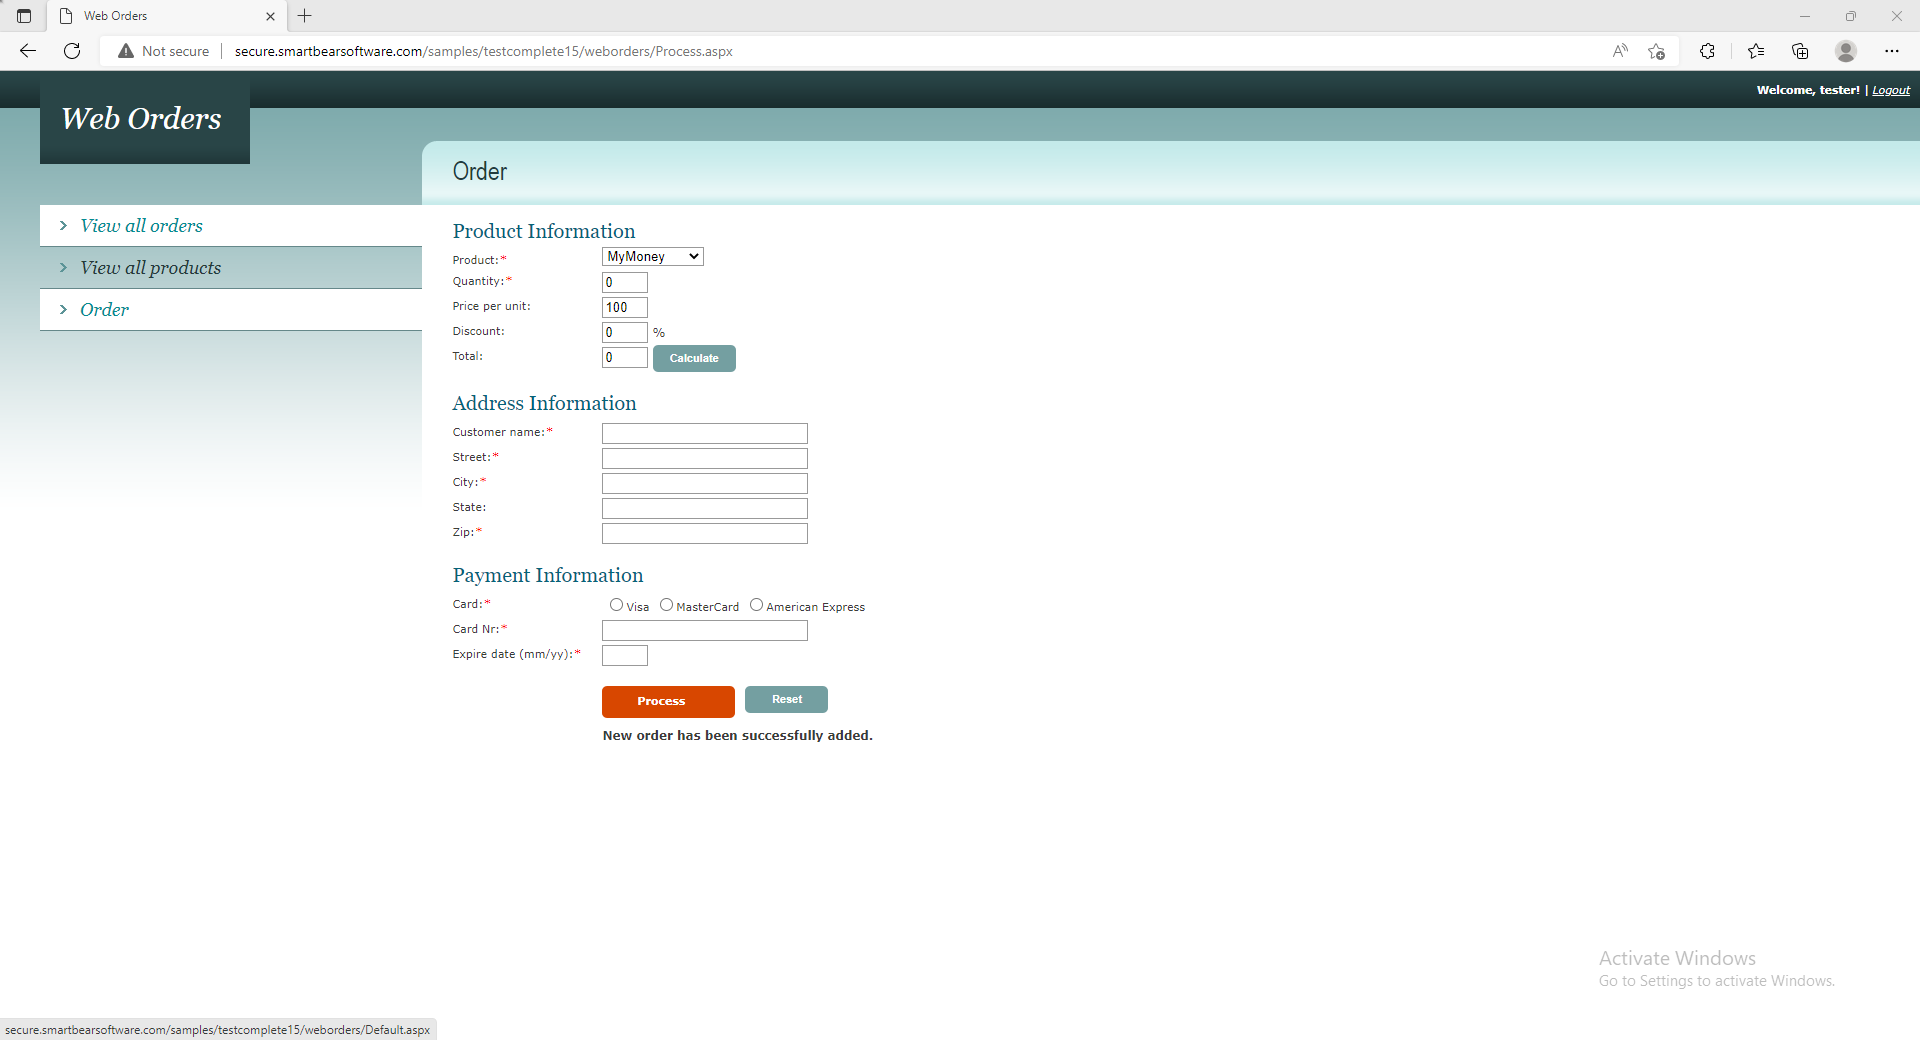 Web Orders
Not secure
secure.smartbearsoftware.com/samples/testcomplete15/weborders/Process.aspx
Welcome, tester! | Logout
Web Orders
Order
> View all orders
> View all products
> Order
Product Information
Product:* MyMoney
Quantity:* 0
Price per unit: 100
Discount: 0 %
Total: 0 Calculate
Address Information
Customer name:*
Street:*
City:*
State:
Zip:*
Payment Information
Card:* Visa MasterCard American Express
Card Nr:*
Expire date (mm/yy):*
Process Reset
New order has been successfully added.
Activate Windows
Go to Settings to activate Windows.
secure.smartbearsoftware.com/samples/testcomplete15/weborders/Default.aspx